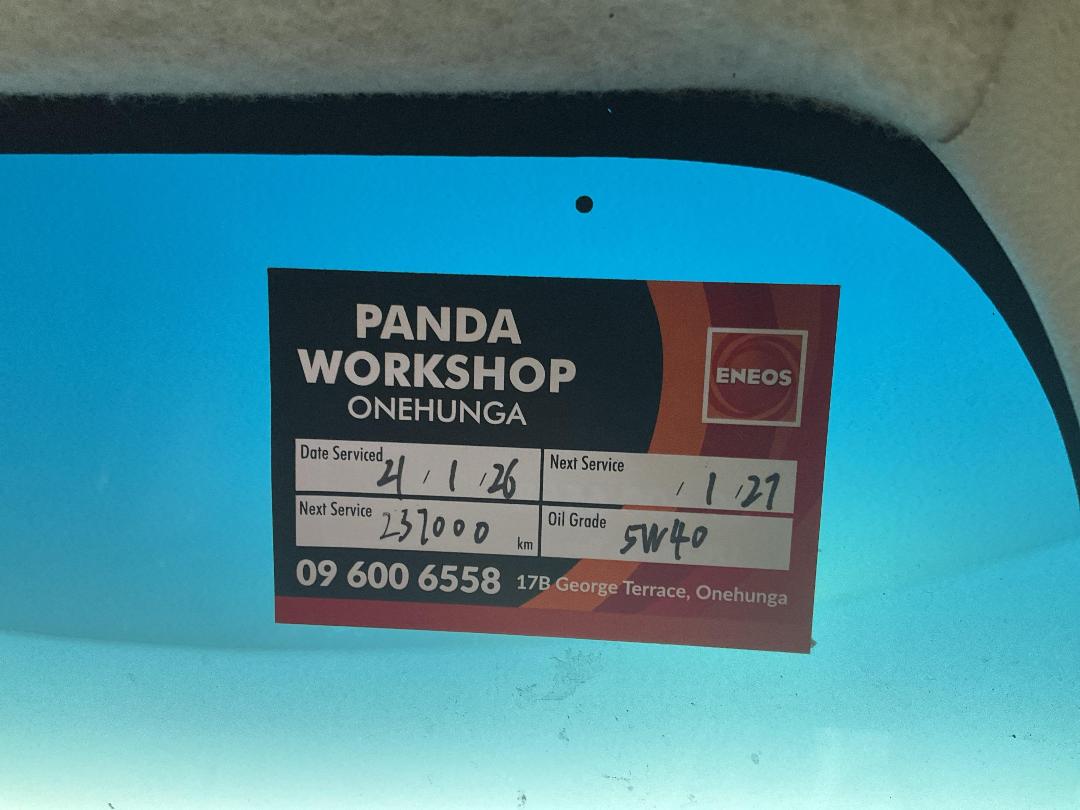 PANDA
WORKSHOP
ONEHUNGA
ENEOS
Date Serviced 21/1/26
Next Service /1/27
Next Service 237000 km
Oil Grade 5W40
09 600 6558 17B George Terrace, Onehunga